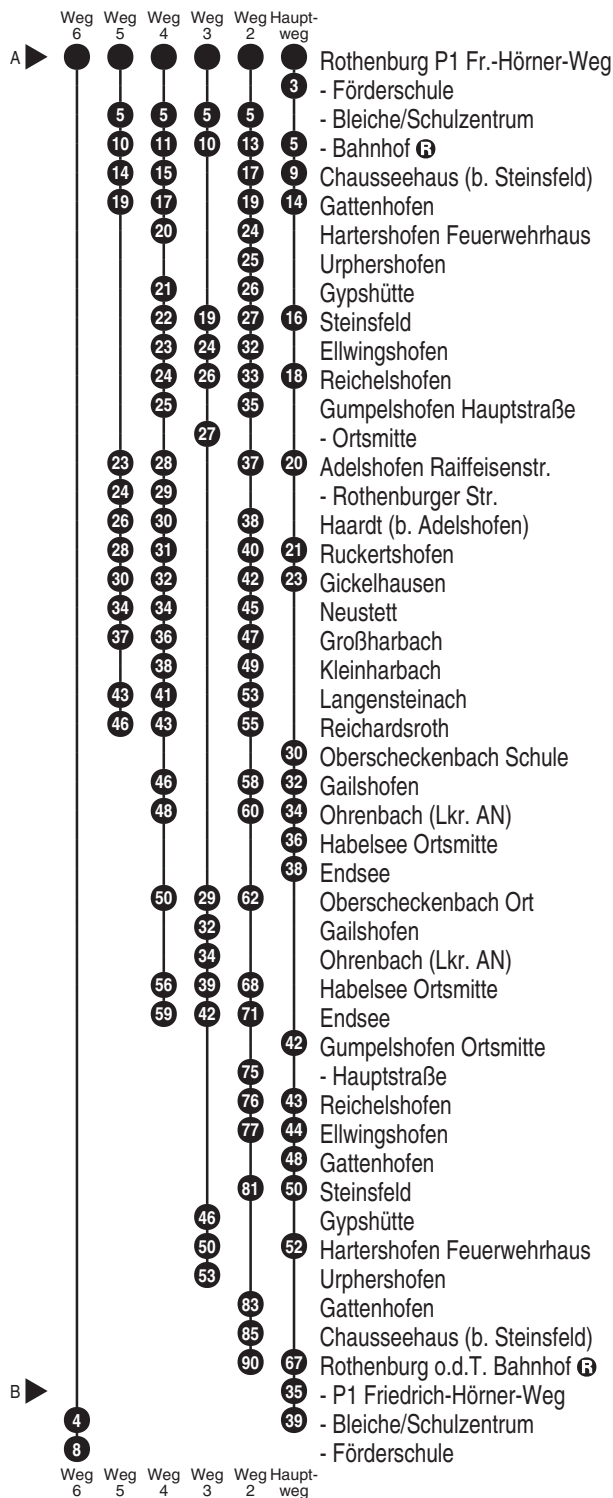 Weg Weg Weg Weg Weg Haupt-
6 5 4 3 2 weg
A Rothenburg P1 Fr.-Hörner-Weg
3 - Förderschule
5 5 5 5 - Bleiche/Schulzentrum
10 11 10 13 5 - Bahnhof R
14 15 17 9 Chausseehaus (b. Steinsfeld)
19 17 19 14 Gattenhofen
20 24 Hartershofen Feuerwehrhaus
25 Urphershofen
21 26 Gypshütte
22 19 27 16 Steinsfeld
23 24 32 Ellwingshofen
24 26 33 18 Reichelshofen
25 35 Gumpelshofen Hauptstraße
27 - Ortsmitte
23 28 37 20 Adelshofen Raiffeisenstr.
24 29 - Rothenburger Str.
26 30 38 Haardt (b. Adelshofen)
28 31 40 21 Ruckertshofen
30 32 42 23 Gickelhausen
34 34 45 Neustett
37 36 47 Großharbach
38 49 Kleinharbach
43 41 53 Langensteinach
46 43 55 Reichardsroth
30 Oberscheckenbach Schule
46 58 32 Gailshofen
48 60 34 Ohrenbach (Lkr. AN)
36 Habelsee Ortsmitte
38 Endsee
50 29 62 Oberscheckenbach Ort
32 Gailshofen
34 Ohrenbach (Lkr. AN)
56 39 68 Habelsee Ortsmitte
59 42 71 Endsee
42 Gumpelshofen Ortsmitte
75 - Hauptstraße
76 43 Reichelshofen
77 44 Ellwingshofen
48 Gattenhofen
81 50 Steinsfeld
46 Gypshütte
50 52 Hartershofen Feuerwehrhaus
53 Urphershofen
83 Gattenhofen
85 Chausseehaus (b. Steinsfeld)
90 67 Rothenburg o.d.T. Bahnhof R
B 35 - P1 Friedrich-Hörner-Weg
4 39 - Bleiche/Schulzentrum
8 - Förderschule
Weg Weg Weg Weg Weg Haupt-
6 5 4 3 2 weg